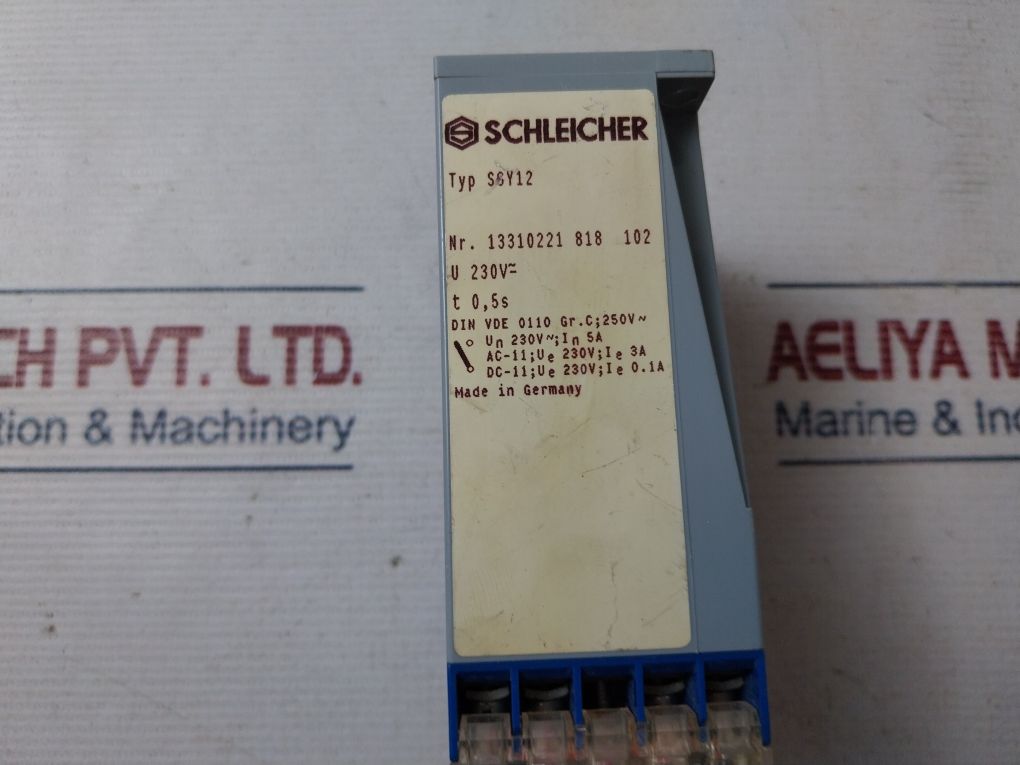 SCHLEICHER
Typ SSY12
Nr. 13310221 818 102
U 230V≂
t 0,5s
DIN VDE 0110 Gr.C;250V~
Un 230V~;In 5A
AC-11;Ue 230V;Ie 3A
DC-11;Ue 230V;Ie 0.1A
Made in Germany
CH PVT. LTD.
tion & Machinery
AELIYA M
Marine & Ind